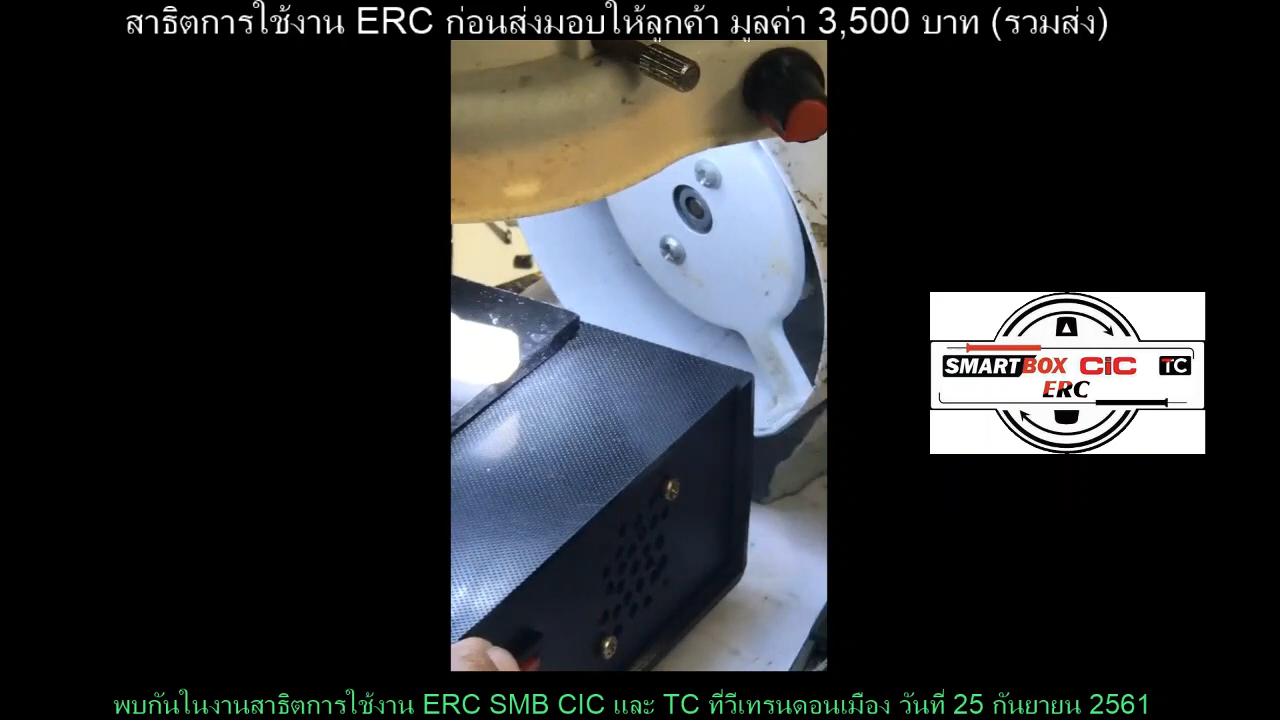 สาธิตการใช้งาน ERC ก่อนส่งมอบให้ลูกค้า มูลค่า 3,500 บาท (รวมส่ง)
SMARTBOX CiC TC
ERC
พบกันในงานสาธิตการใช้งาน ERC SMB CIC และ TC ที่วีเทรนดอนเมือง วันที่ 25 กันยายน 2561